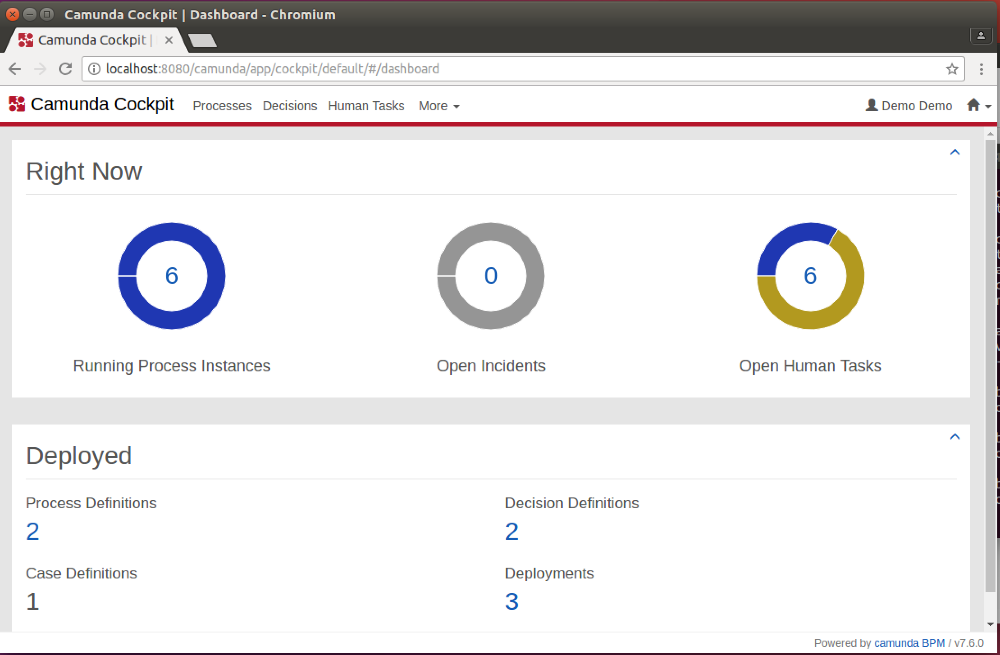 Camunda Cockpit | Dashboard - Chromium
Camunda Cockpit |
localhost:8080/camunda/app/cockpit/default/#/dashboard
Camunda Cockpit Processes Decisions Human Tasks More Demo Demo
Right Now
6 0 6
Running Process Instances Open Incidents Open Human Tasks
Deployed
Process Definitions Decision Definitions
2 2
Case Definitions Deployments
1 3
Powered by camunda BPM / v7.6.0